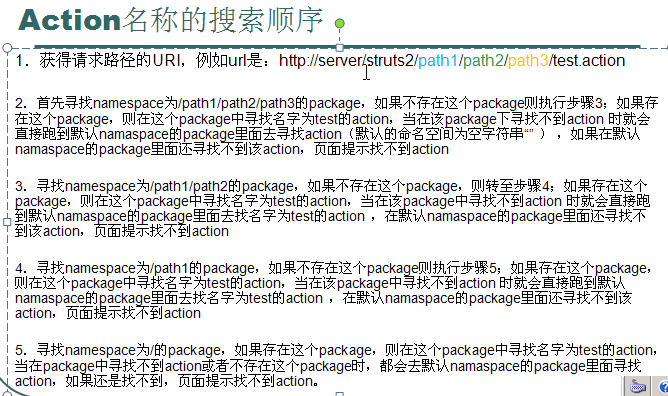 Action名称的搜索顺序
1．获得请求路径的URI，例如url是：http://server/struts2/path1/path2/path3/test.action
2．首先寻找namespace为/path1/path2/path3的package，如果不存在这个package则执行步骤3；如果存
在这个package，则在这个package中寻找名字为test的action，当在该package下寻找不到action 时就会
直接跑到默认namaspace的package里面去寻找action（默认的命名空间为空字符串“” ） ，如果在默认
namaspace的package里面还寻找不到该action，页面提示找不到action
3．寻找namespace为/path1/path2的package，如果不存在这个package，则转至步骤4；如果存在这个
package，则在这个package中寻找名字为test的action，当在该package中寻找不到action 时就会直接跑
到默认namaspace的package里面去找名字为test的action ，在默认namaspace的package里面还寻找不
到该action，页面提示找不到action
4．寻找namespace为/path1的package，如果不存在这个package则执行步骤5；如果存在这个package，
则在这个package中寻找名字为test的action，当在该package中寻找不到action 时就会直接跑到默认
namaspace的package里面去找名字为test的action ，在默认namaspace的package里面还寻找不到该
action，页面提示找不到action
5．寻找namespace为/的package，如果存在这个package，则在这个package中寻找名字为test的action，
当在package中寻找不到action或者不存在这个package时，都会去默认namaspace的package里面寻找
action，如果还是找不到，页面提示找不到action。